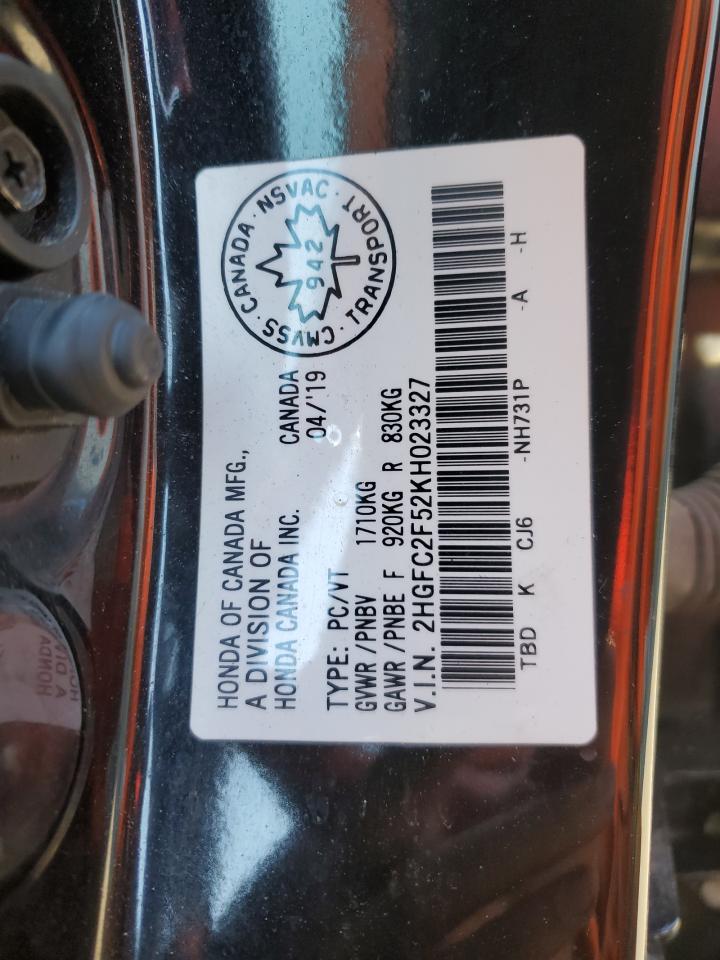 HONDA OF CANADA MFG.,
A DIVISION OF
HONDA CANADA INC. CANADA
04/'19
TYPE: PC/VT
GVWR/PNBV 1710KG
GAWR/PNBE F 920KG R 830KG
V.I.N. 2HGFC2F52KH023327
TBD K CJ6 -NH731P -A -H
CMVSS · CANADA · NSVAC · TRANSPORT ·
942